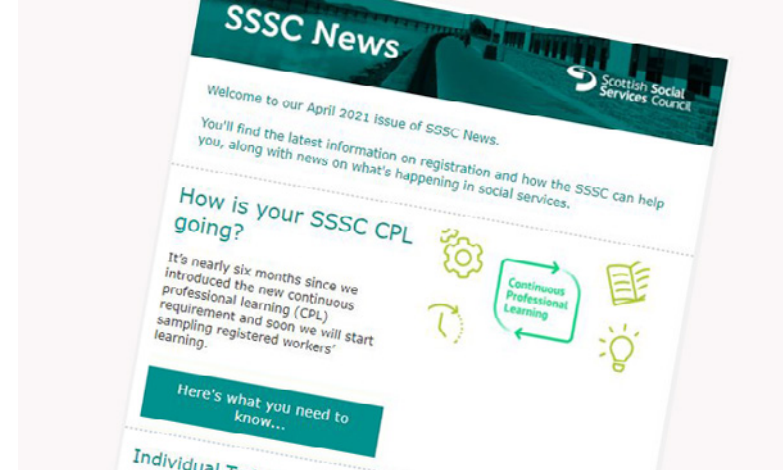 SSSC News
Scottish Social
Services Council
Welcome to our April 2021 issue of SSSC News.
You'll find the latest information on registration and how the SSSC can help
you, along with news on what's happening in social services.
How is your SSSC CPL
going?
It's nearly six months since we
introduced the new continuous
professional learning (CPL)
requirement and soon we will start
sampling registered workers'
learning.
Continuous
Professional
Learning
Here's what you need to
know...
Individual